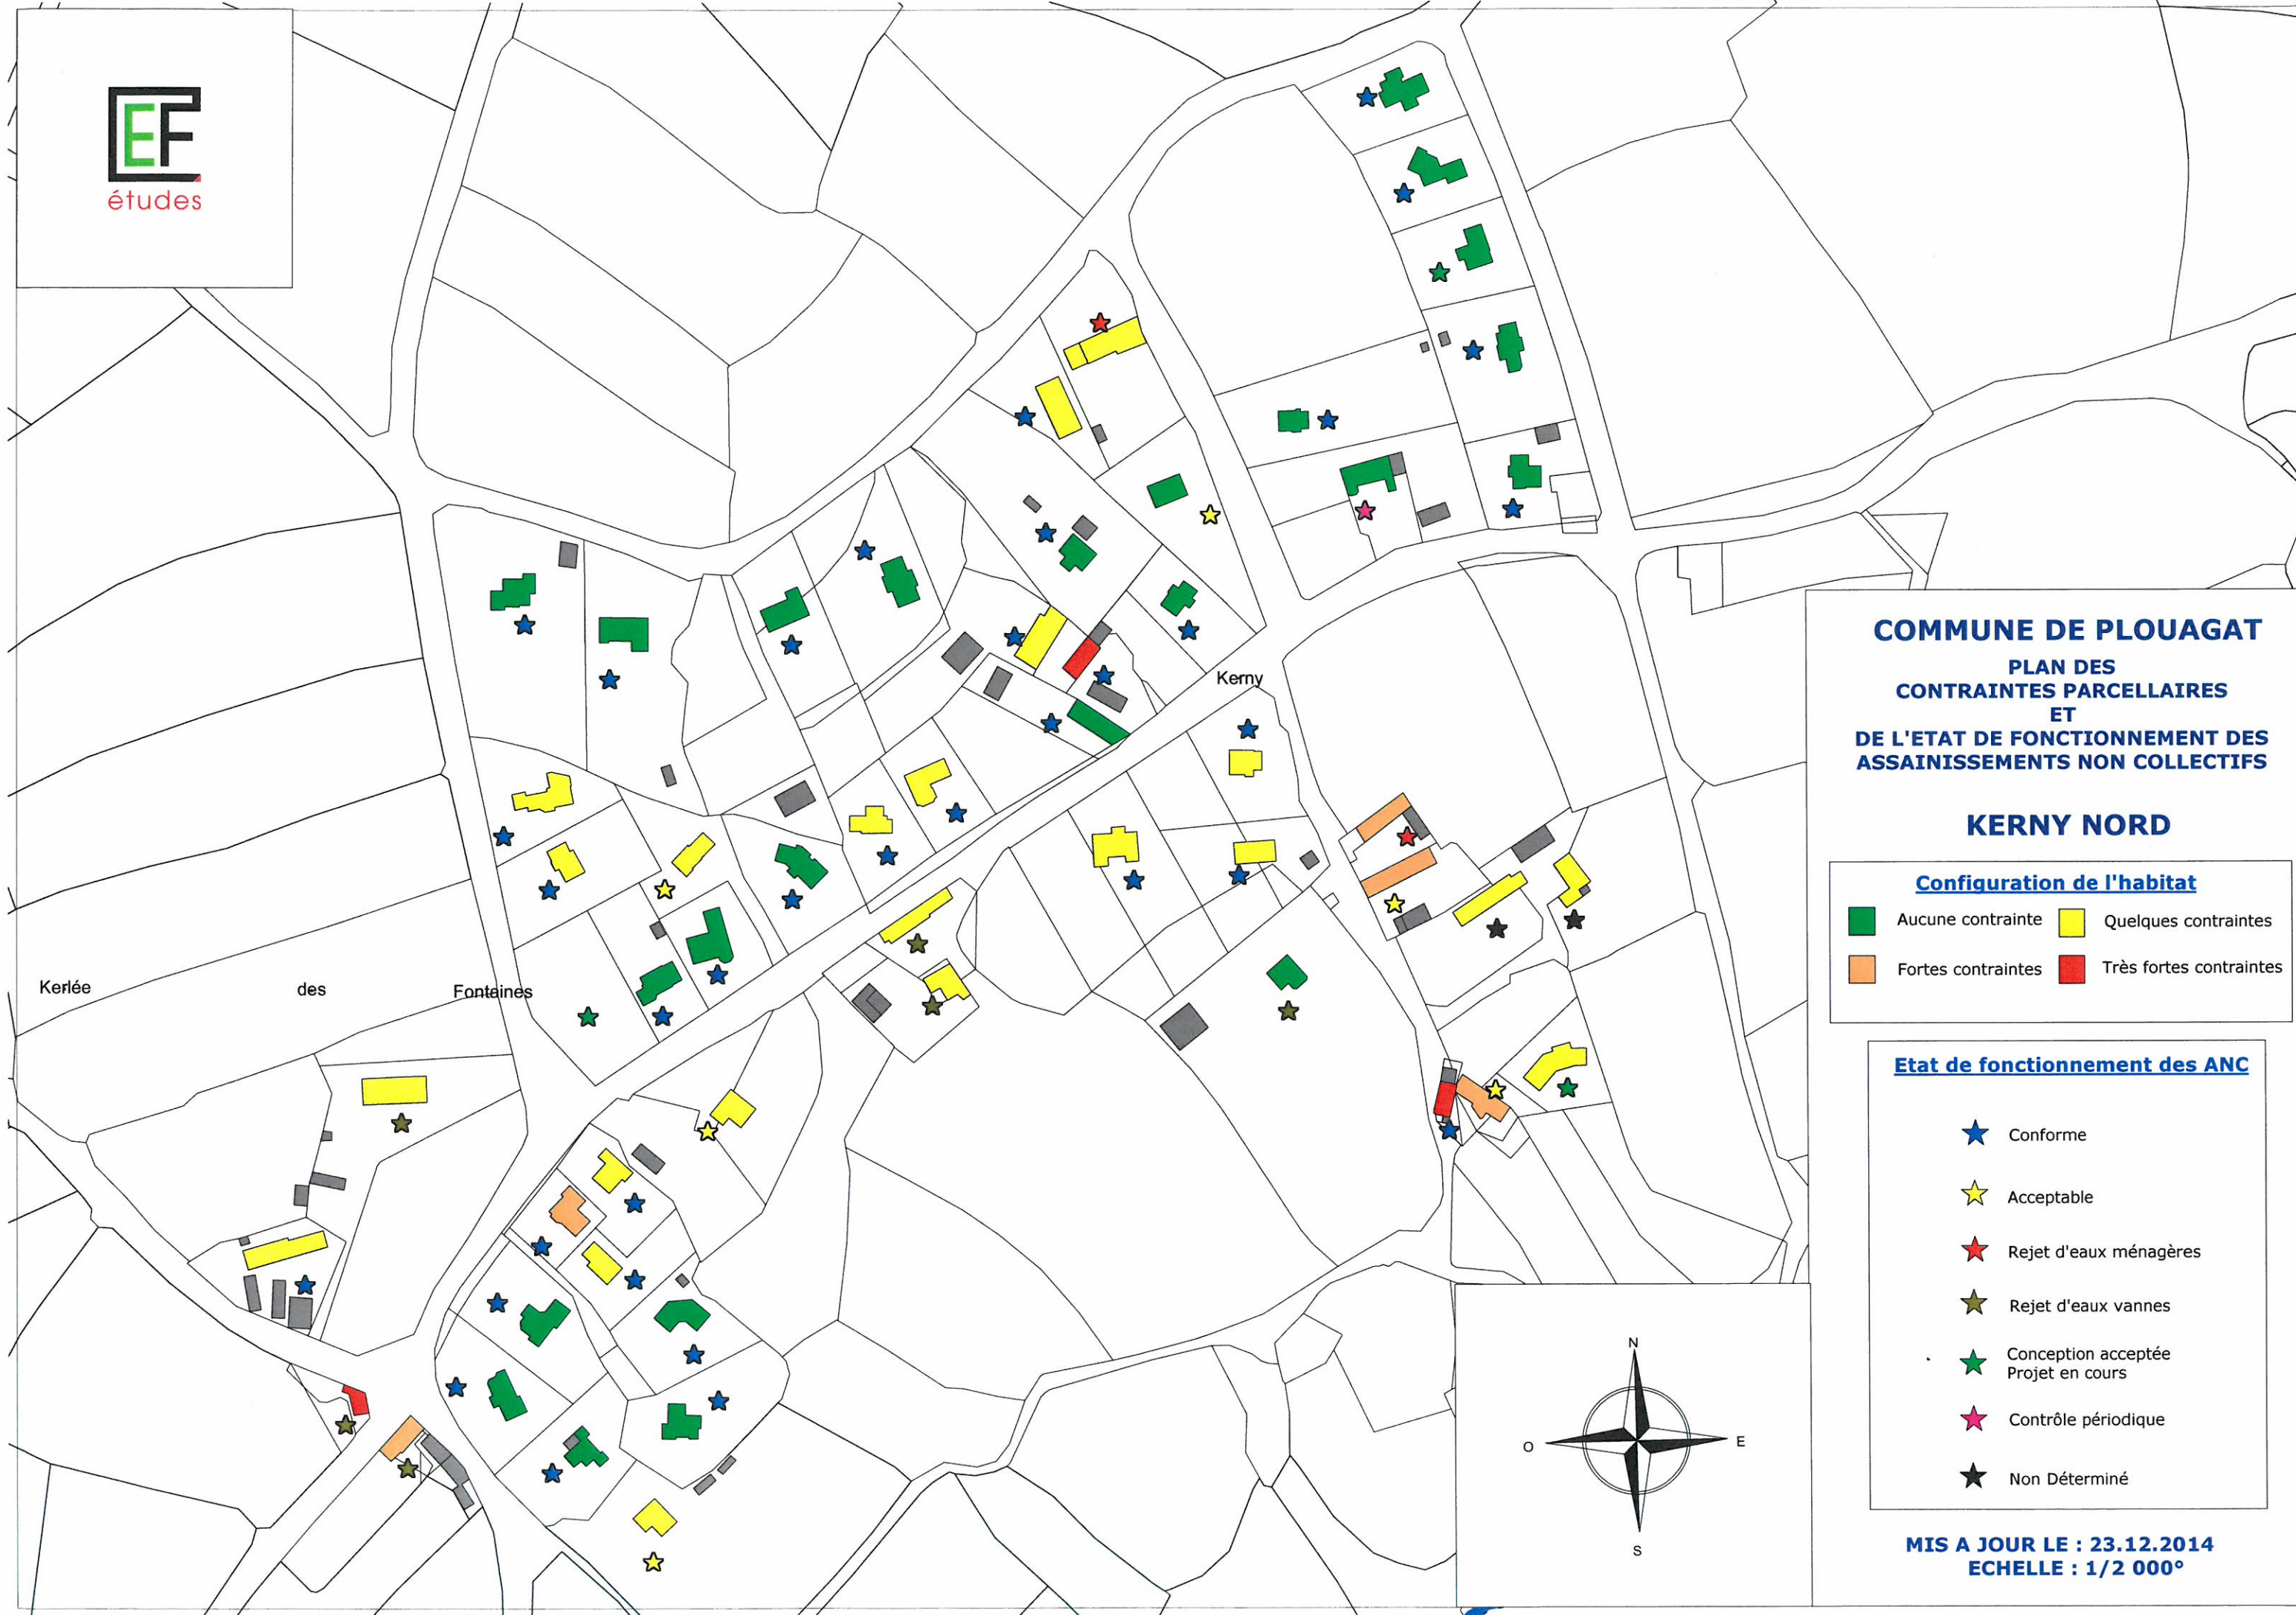 EF
études
Kerny
Kerlée des Fontaines
COMMUNE DE PLOUAGAT
PLAN DES
CONTRAINTES PARCELLAIRES
ET
DE L'ETAT DE FONCTIONNEMENT DES
ASSAINISSEMENTS NON COLLECTIFS
KERNY NORD
Configuration de l'habitat
Aucune contrainte Quelques contraintes
Fortes contraintes Très fortes contraintes
Etat de fonctionnement des ANC
Conforme
Acceptable
Rejet d'eaux ménagères
Rejet d'eaux vannes
Conception acceptée
Projet en cours
Contrôle périodique
Non Déterminé
N
O E
S
MIS A JOUR LE : 23.12.2014
ECHELLE : 1/2 000°